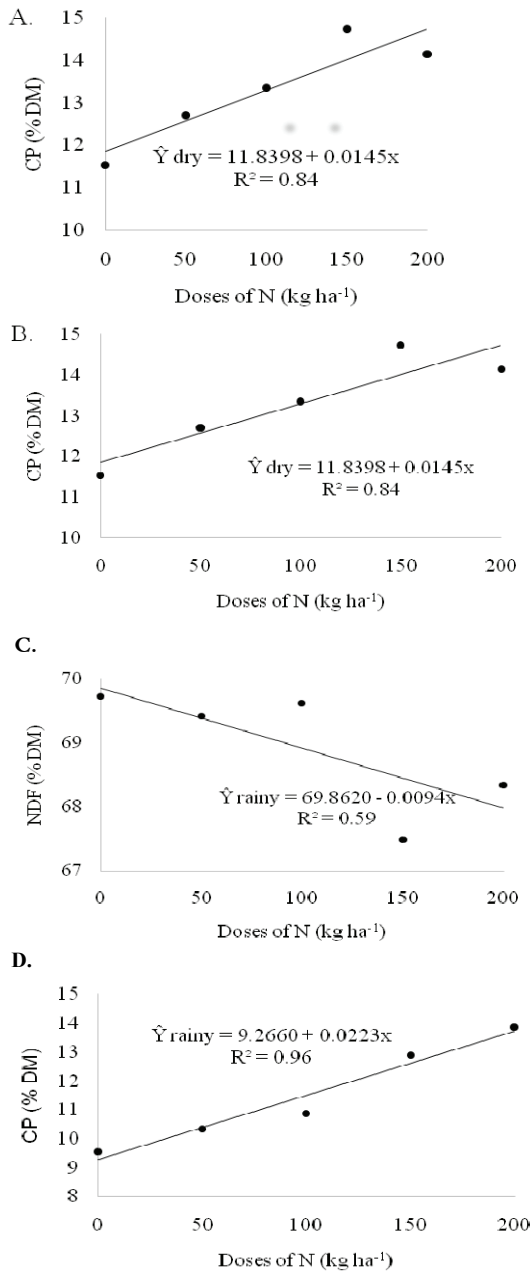 A.
CP (% DM)
15
14
13
12
11
10
Ŷ dry = 11.8398 + 0.0145x
R² = 0.84
0 50 100 150 200
Doses of N (kg ha⁻¹)
B.
CP (% DM)
15
14
13
12
11
10
Ŷ dry = 11.8398 + 0.0145x
R² = 0.84
0 50 100 150 200
Doses of N (kg ha⁻¹)
C.
NDF (% DM)
70
69
68
67
Ŷ rainy = 69.8620 - 0.0094x
R² = 0.59
0 50 100 150 200
Doses of N (kg ha⁻¹)
D.
CP (% DM)
15
14
13
12
11
10
9
8
Ŷ rainy = 9.2660 + 0.0223x
R² = 0.96
0 50 100 150 200
Doses of N (kg ha⁻¹)